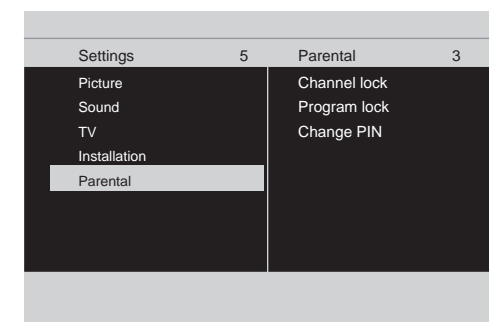 Settings 5 Parental 3
Picture Channel lock
Sound Program lock
TV Change PIN
Installation
Parental